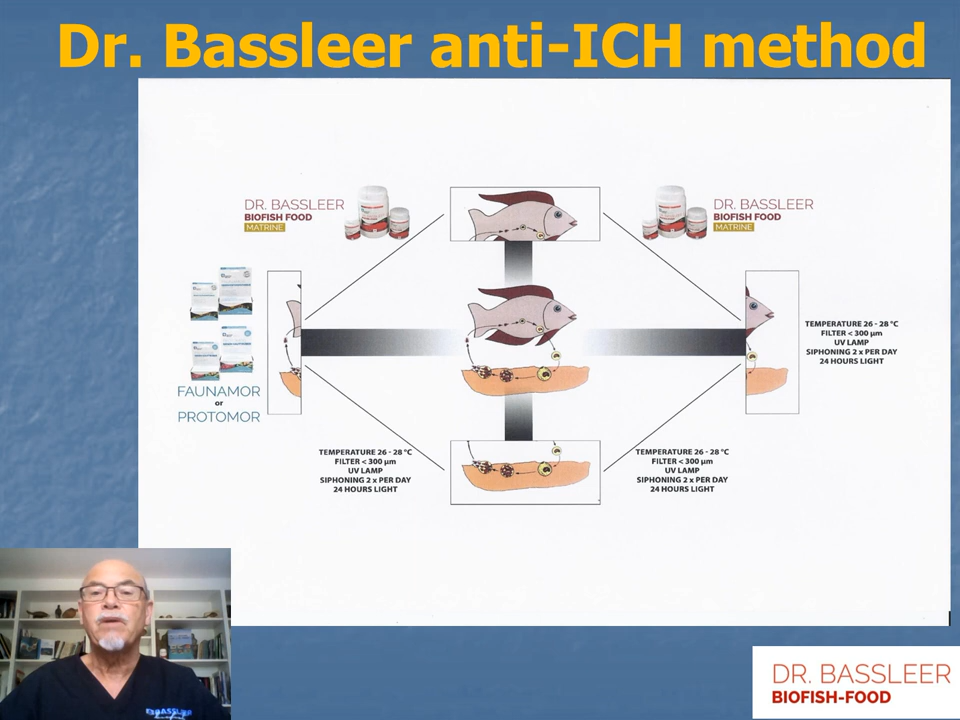 Dr. Bassleer anti-ICH method
DR. BASSLEER
BIOFISH FOOD
MATRINE
DR. BASSLEER
BIOFISH FOOD
MATRINE
FAUNAMOR
or
PROTOMOR
TEMPERATURE 26 - 28 °C
FILTER < 300 µm
UV LAMP
SIPHONING 2 x PER DAY
24 HOURS LIGHT
TEMPERATURE 26 - 28 °C
FILTER < 300 µm
UV LAMP
SIPHONING 2 x PER DAY
24 HOURS LIGHT
TEMPERATURE 26 - 28 °C
FILTER < 300 µm
UV LAMP
SIPHONING 2 x PER DAY
24 HOURS LIGHT
DR. BASSLEER
BIOFISH-FOOD